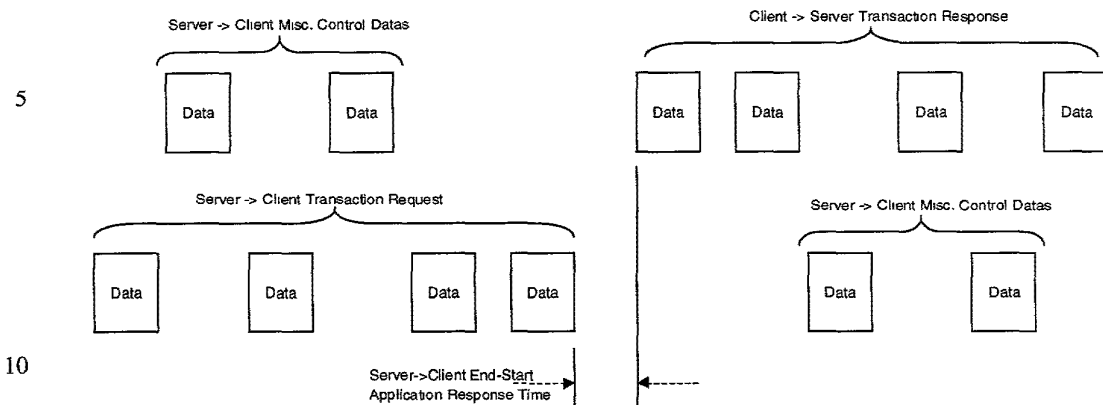 Server -> Client Misc. Control Datas
Client -> Server Transaction Response
5
Data Data Data Data Data Data
Server -> Client Transaction Request
Server -> Client Misc. Control Datas
Data Data Data Data Data Data
10
Server->Client End-Start
Application Response Time